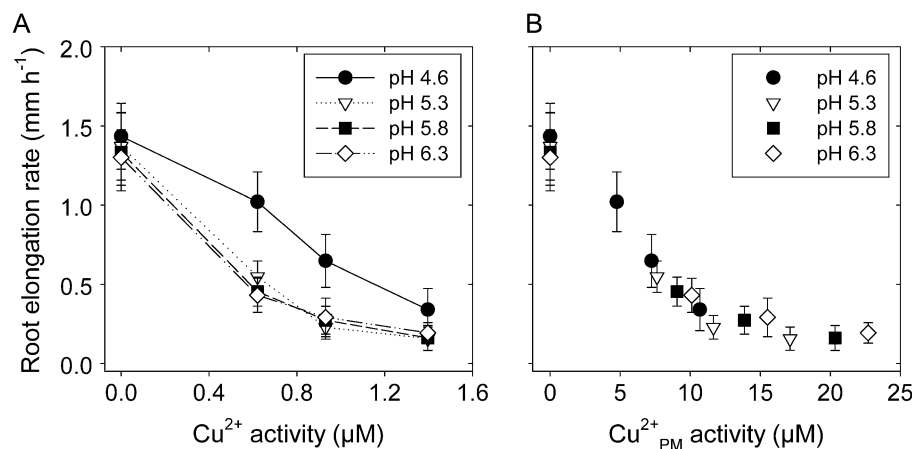 A
B
Root elongation rate (mm h⁻¹)
2.0
1.5
1.0
0.5
0.0
pH 4.6
pH 5.3
pH 5.8
pH 6.3
pH 4.6
pH 5.3
pH 5.8
pH 6.3
0.0 0.4 0.8 1.2 1.6
0 5 10 15 20 25
Cu²⁺ activity (µM)
Cu²⁺PM activity (µM)